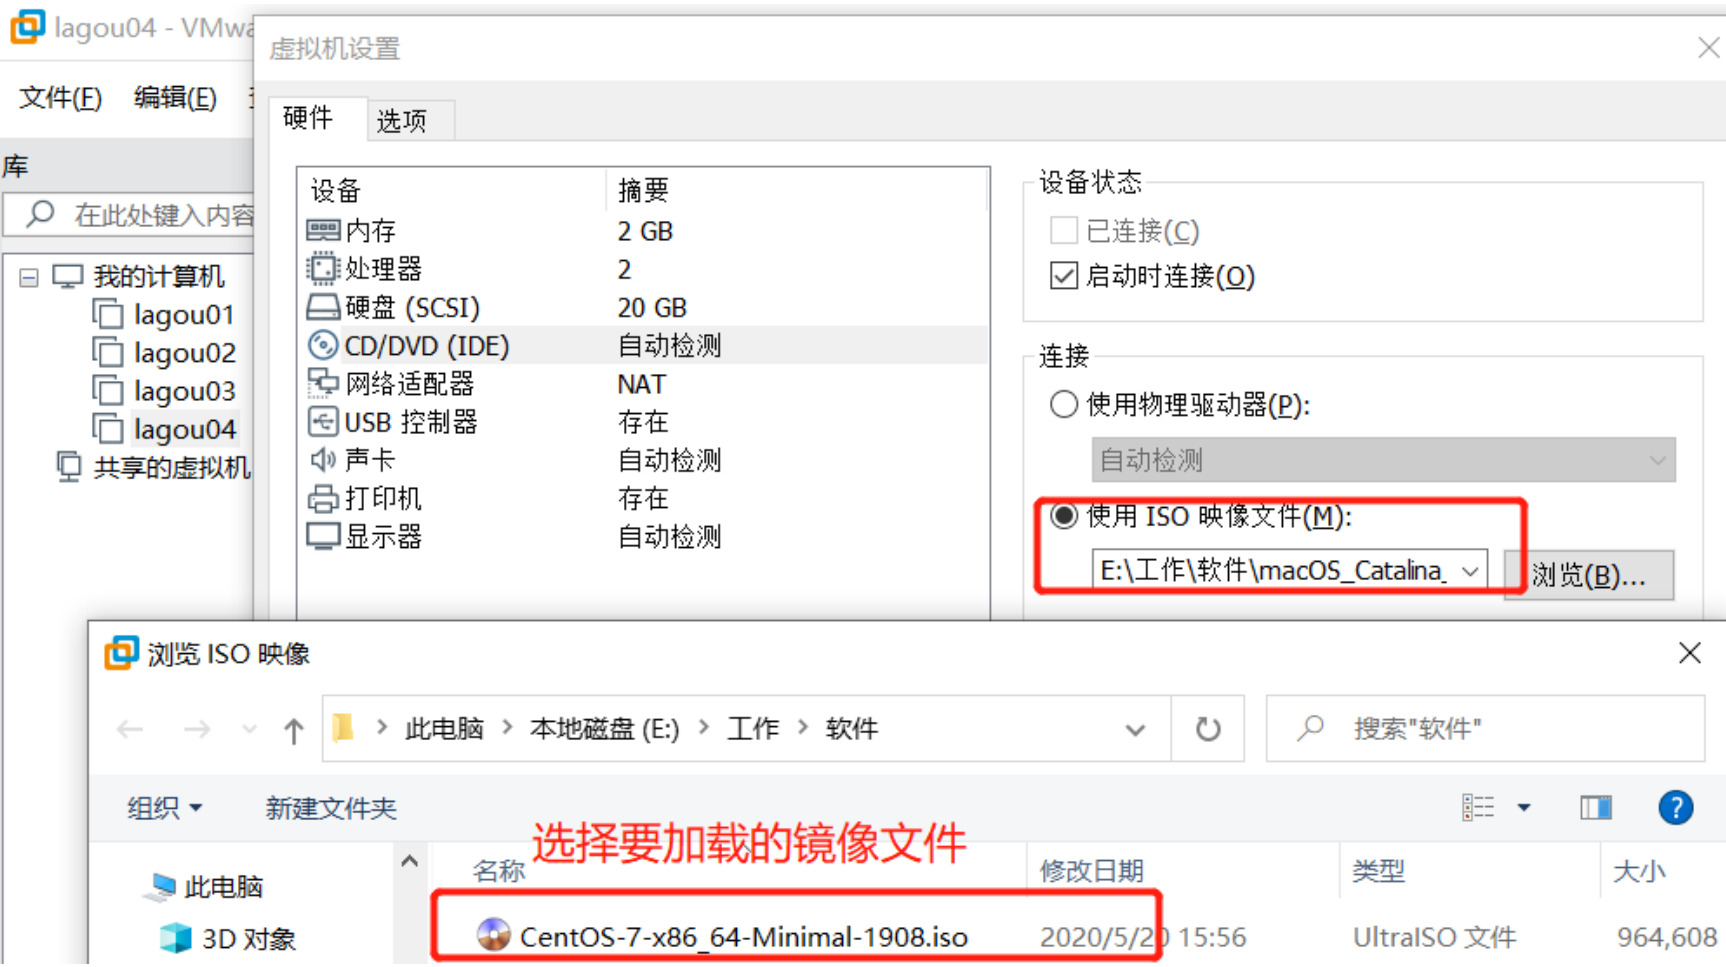 lagou04 - VMwa
虚拟机设置
文件(F) 编辑(E)
硬件 选项
库
在此处键入内容
我的计算机
lagou01
lagou02
lagou03
lagou04
共享的虚拟机
设备 摘要
内存 2 GB
处理器 2
硬盘 (SCSI) 20 GB
CD/DVD (IDE) 自动检测
网络适配器 NAT
USB 控制器 存在
声卡 自动检测
打印机 存在
显示器 自动检测
设备状态
已连接(C)
启动时连接(O)
连接
使用物理驱动器(P):
自动检测
使用 ISO 映像文件(M):
E:\工作\软件\macOS_Catalina_ 浏览(B)...
浏览 ISO 映像
此电脑 本地磁盘 (E:) 工作 软件
搜索"软件"
组织 新建文件夹
选择要加载的镜像文件
名称 修改日期 类型 大小
此电脑
3D 对象
CentOS-7-x86_64-Minimal-1908.iso 2020/5/20 15:56 UltraISO 文件 964,608